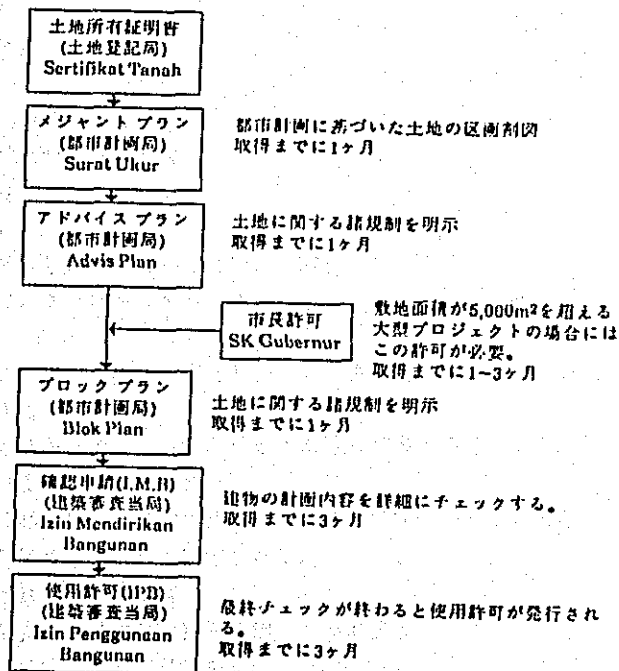 土地所有証明書
(土地登記局)
Sertifikat Tanah
メジャント プラン
(都市計画局)
Surat Ukur
都市計画に基づいた土地の区画割図
取得までに1ヶ月
アドバイス プラン
(都市計画局)
Advis Plan
土地に関する諸規制を明示
取得までに1ヶ月
市長許可
SK Gubernur
敷地面積が5,000m²を超える
大型プロジェクトの場合には
この許可が必要。
取得までに1~3ヶ月
ブロック プラン
(都市計画局)
Blok Plan
土地に関する諸規制を明示
取得までに1ヶ月
確認申請(I.M.B)
(建築審査当局)
Izin Mendirikan
Bangunan
建物の計画内容を詳細にチェックする。
取得までに3ヶ月
使用許可(IPB)
(建築審査当局)
Izin Penggunaan
Bangunan
最終チェックが終わると使用許可が発行され
る。
取得までに3ヶ月